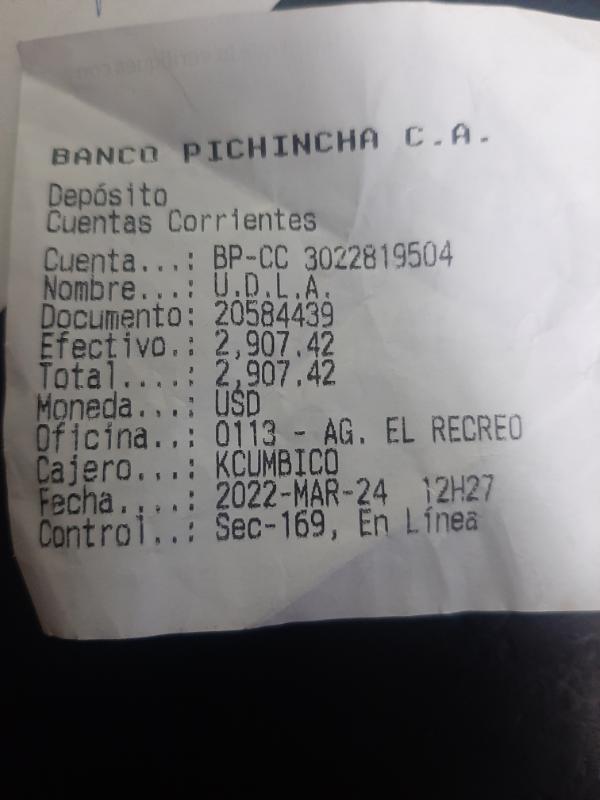 BANCO PICHINCHA C.A.
Depósito
Cuentas Corrientes
Cuenta...: BP-CC 3022819504
Nombre...: U.D.L.A.
Documento: 20584439
Efectivo.: 2,907.42
Total....: 2,907.42
Moneda...: USD
Oficina..: 0113 - AG. EL RECREO
Cajero...: KCUMBICO
Fecha....: 2022-MAR-24 12H27
Control..: Sec-169, En Línea